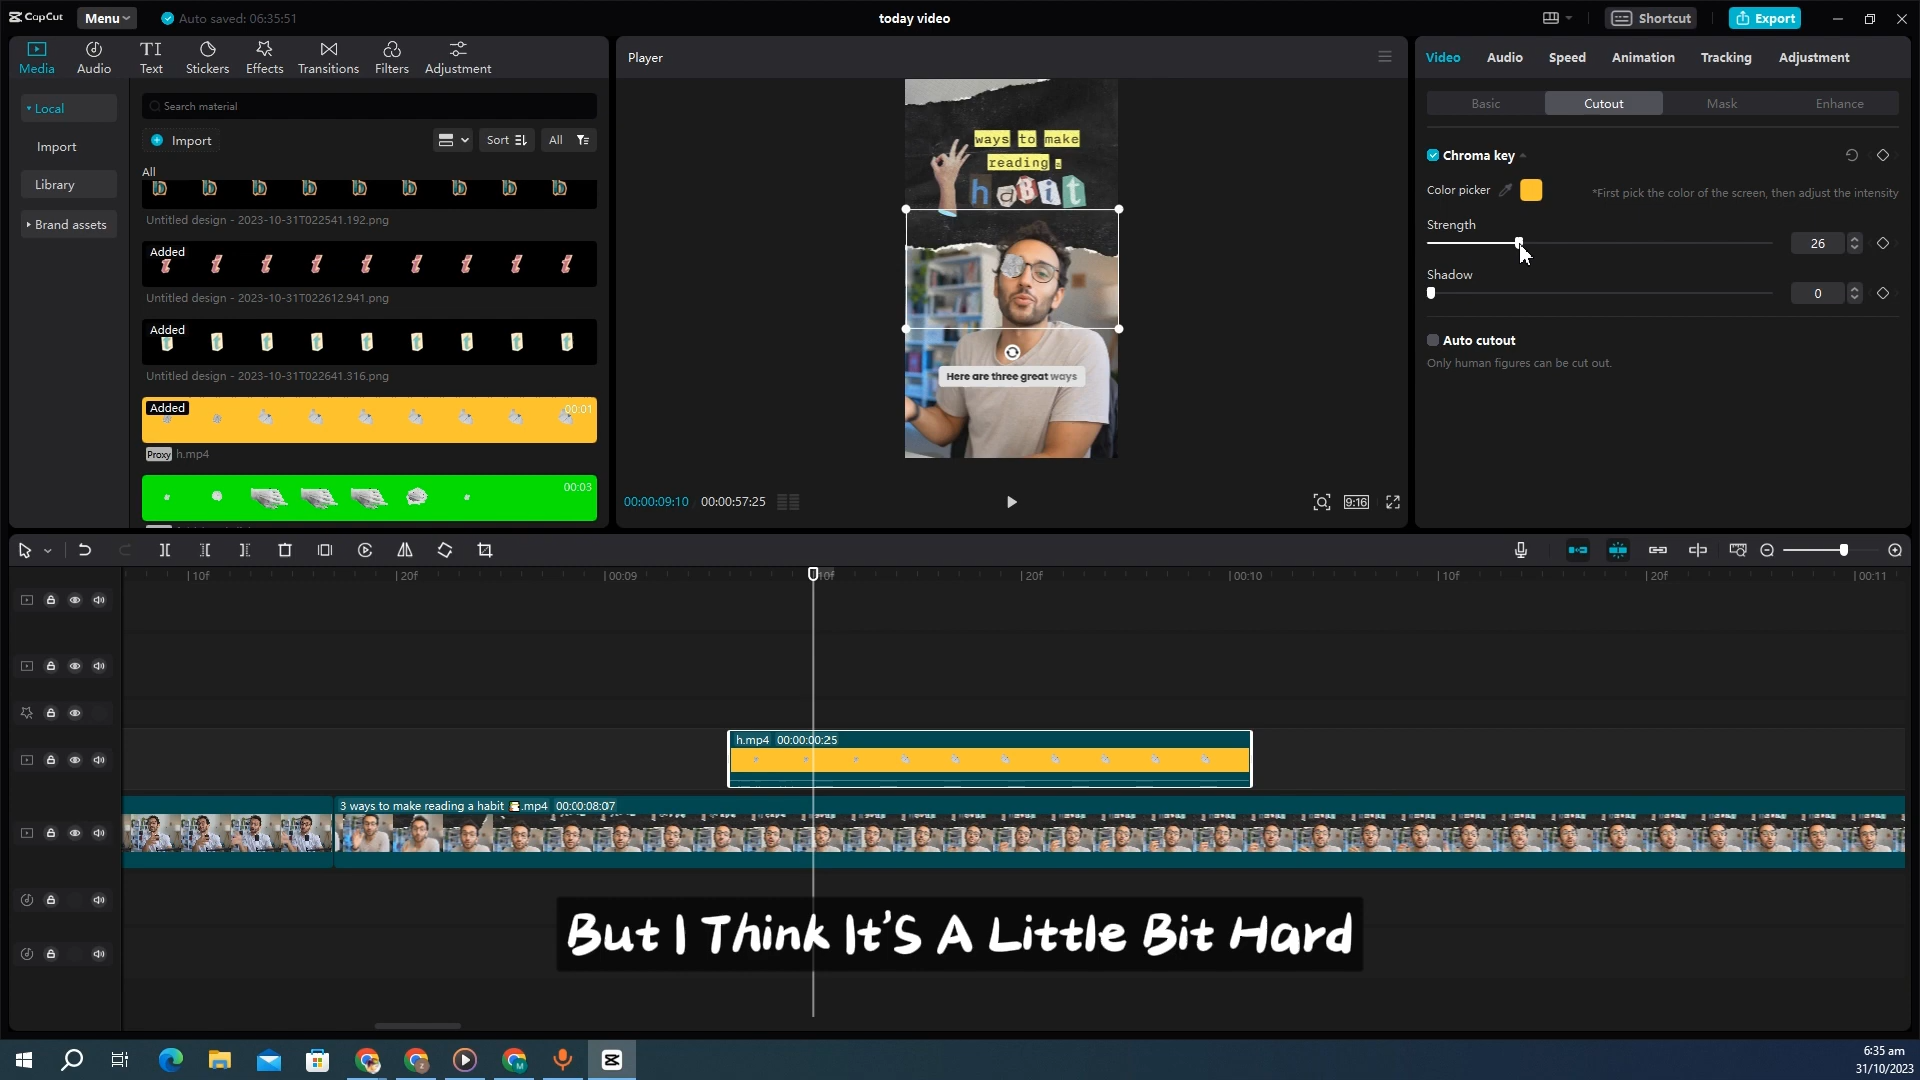 CapCut
Menu
Auto saved: 06:35:51
today video
Shortcut
Export
Media
Audio
Text
Stickers
Effects
Transitions
Filters
Adjustment
Local
Import
Library
Brand assets
Search material
Import
Sort
All
All
Untitled design - 2023-10-31T022541.192.png
Added
Untitled design - 2023-10-31T022612.941.png
Added
Untitled design - 2023-10-31T022641.316.png
Added
00:01
Proxy h.mp4
00:03
Player
ways to make
reading a
haBit
Here are three great ways
00:00:09:10
00:00:57:25
9:16
Video
Audio
Speed
Animation
Tracking
Adjustment
Basic
Cutout
Mask
Enhance
Chroma key
Color picker
*First pick the color of the screen, then adjust the intensity
Strength
26
Shadow
0
Auto cutout
Only human figures can be cut out.
10f
20f
00:09
10f
20f
00:10
10f
20f
00:11
h.mp4 00:00:00:25
3 ways to make reading a habit .mp4 00:00:08:07
But I Think It'S A Little Bit Hard
6:35 am
31/10/2023